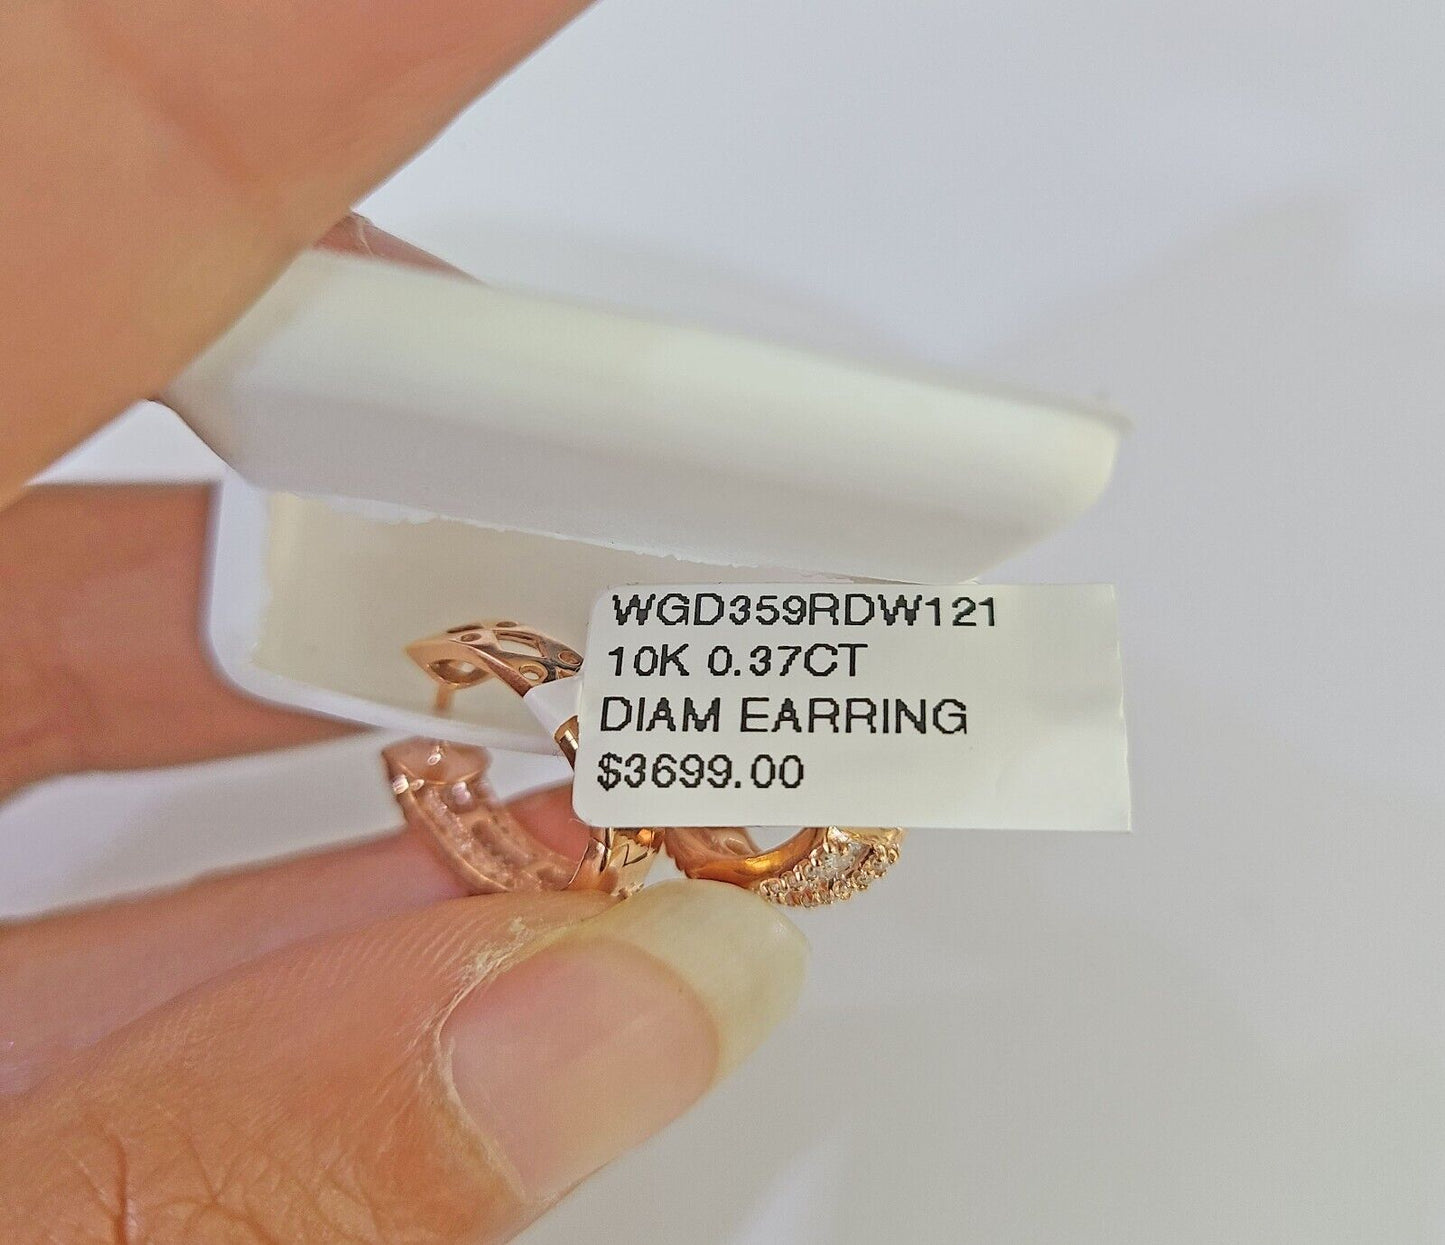 WGD359RDW121
10K 0.37CT
DIAM EARRING
$3699.00